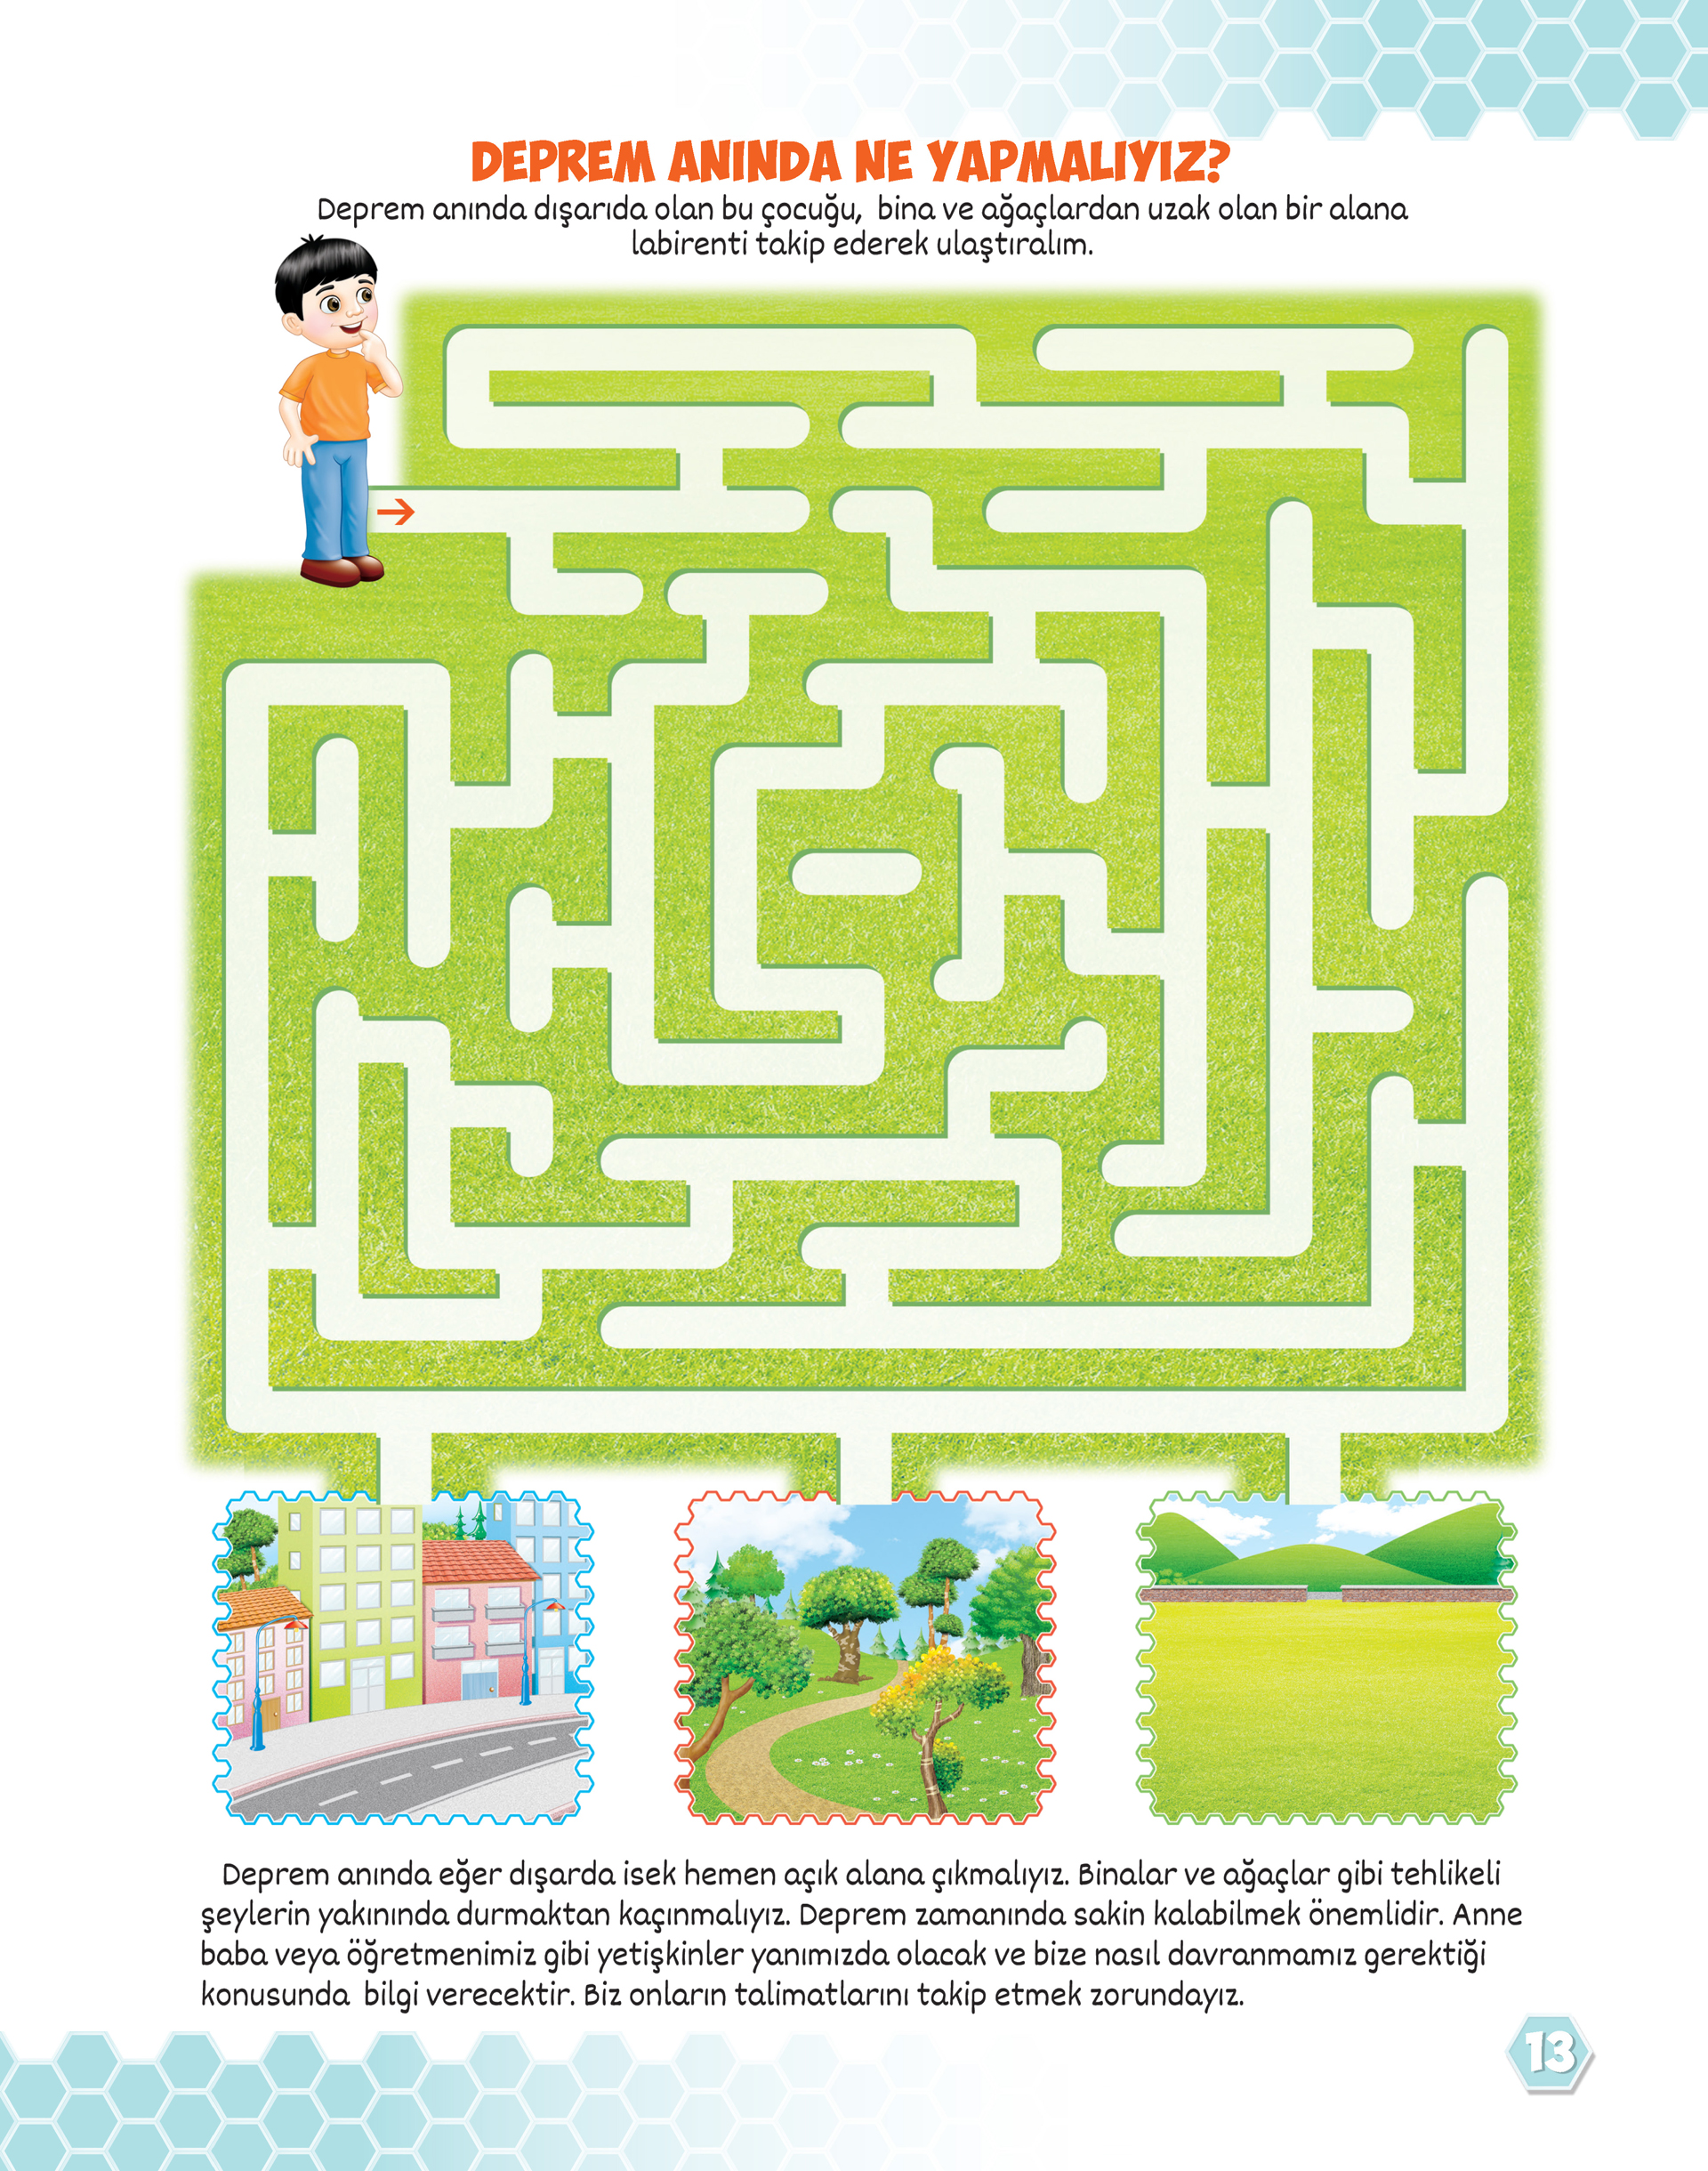 DEPREM ANINDA NE YAPMALIYIZ?
Deprem anında dışarıda olan bu çocuğu, bina ve ağaçlardan uzak olan bir alana
labirenti takip ederek ulaştıralım.
Deprem anında eğer dışarda isek hemen açık alana çıkmalıyız. Binalar ve ağaçlar gibi tehlikeli
şeylerin yakınında durmaktan kaçınmalıyız. Deprem zamanında sakin kalabilmek önemlidir. Anne
baba veya öğretmenimiz gibi yetişkinler yanımızda olacak ve bize nasıl davranmamız gerektiği
konusunda bilgi verecektir. Biz onların talimatlarını takip etmek zorundayız.
13